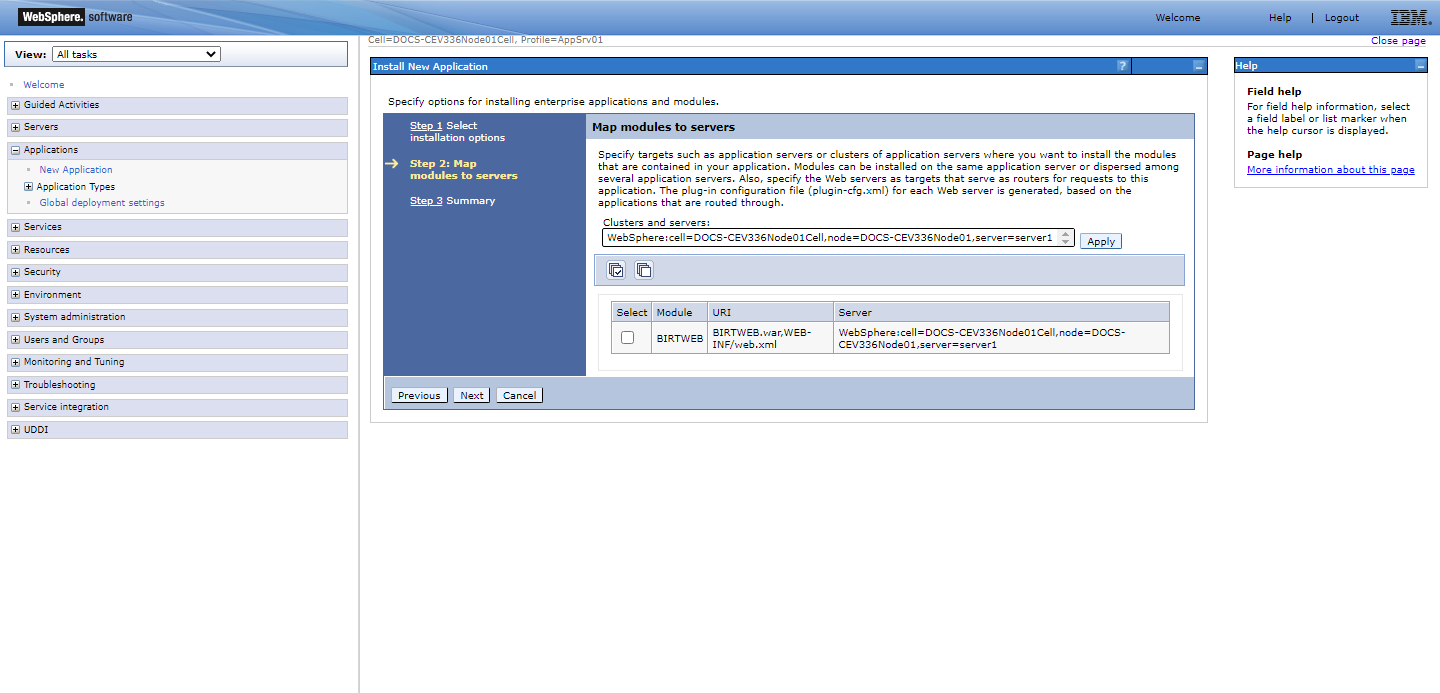 WebSphere. software
Welcome Help | Logout IBM.
Cell=DOCS-CEV336Node01Cell, Profile=AppSrv01
Close page
View: All tasks
Welcome
Guided Activities
Servers
Applications
New Application
Application Types
Global deployment settings
Services
Resources
Security
Environment
System administration
Users and Groups
Monitoring and Tuning
Troubleshooting
Service integration
UDDI
Install New Application ?
Specify options for installing enterprise applications and modules.
Step 1 Select
installation options
Step 2: Map
modules to servers
Step 3 Summary
Map modules to servers
Specify targets such as application servers or clusters of application servers where you want to install the modules
that are contained in your application. Modules can be installed on the same application server or dispersed among
several application servers. Also, specify the Web servers as targets that serve as routers for requests to this
application. The plug-in configuration file (plugin-cfg.xml) for each Web server is generated, based on the
applications that are routed through.
Clusters and servers:
WebSphere:cell=DOCS-CEV336Node01Cell,node=DOCS-CEV336Node01,server=server1
Apply
Select Module URI Server
BIRTWEB
BIRTWEB.war,WEB-
INF/web.xml
WebSphere:cell=DOCS-CEV336Node01Cell,node=DOCS-
CEV336Node01,server=server1
Previous Next Cancel
Help
Field help
For field help information, select
a field label or list marker when
the help cursor is displayed.
Page help
More information about this page